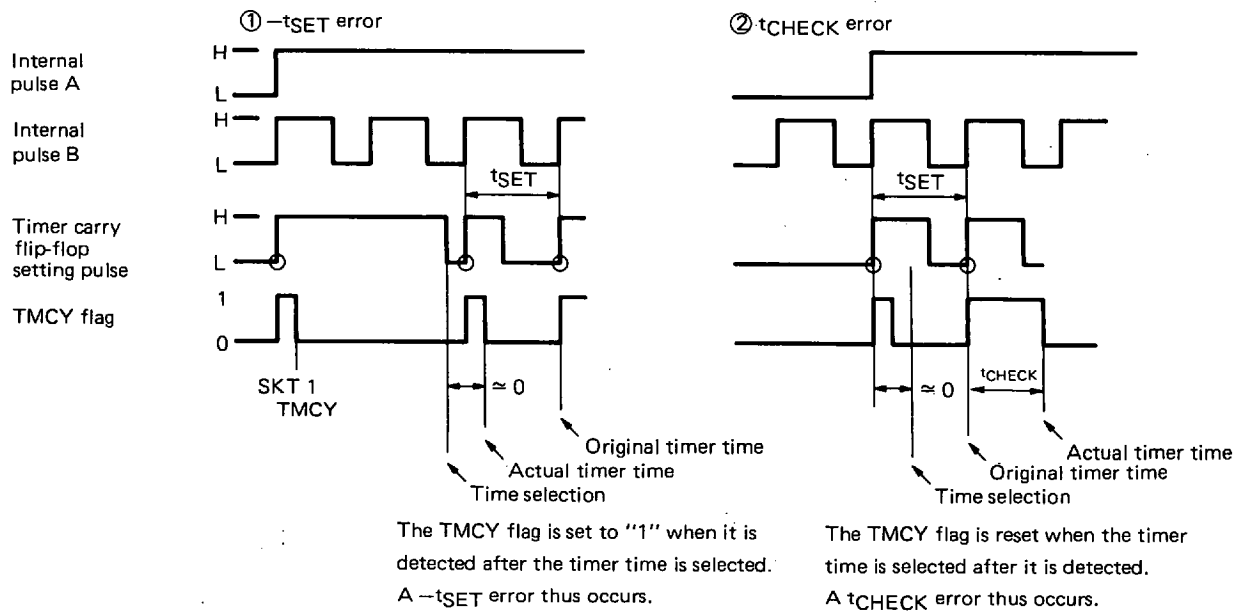 ① –tSET error
② tCHECK error
Internal
pulse A
H
L
Internal
pulse B
H
L
tSET
tSET
Timer carry
flip-flop
setting pulse
H
L
TMCY flag
1
0
SKT 1
TMCY
≃ 0
≃ 0
tCHECK
Original timer time
Actual timer time
Time selection
Actual timer time
Original timer time
Time selection
The TMCY flag is set to "1" when it is
detected after the timer time is selected.
A –tSET error thus occurs.
The TMCY flag is reset when the timer
time is selected after it is detected.
A tCHECK error thus occurs.